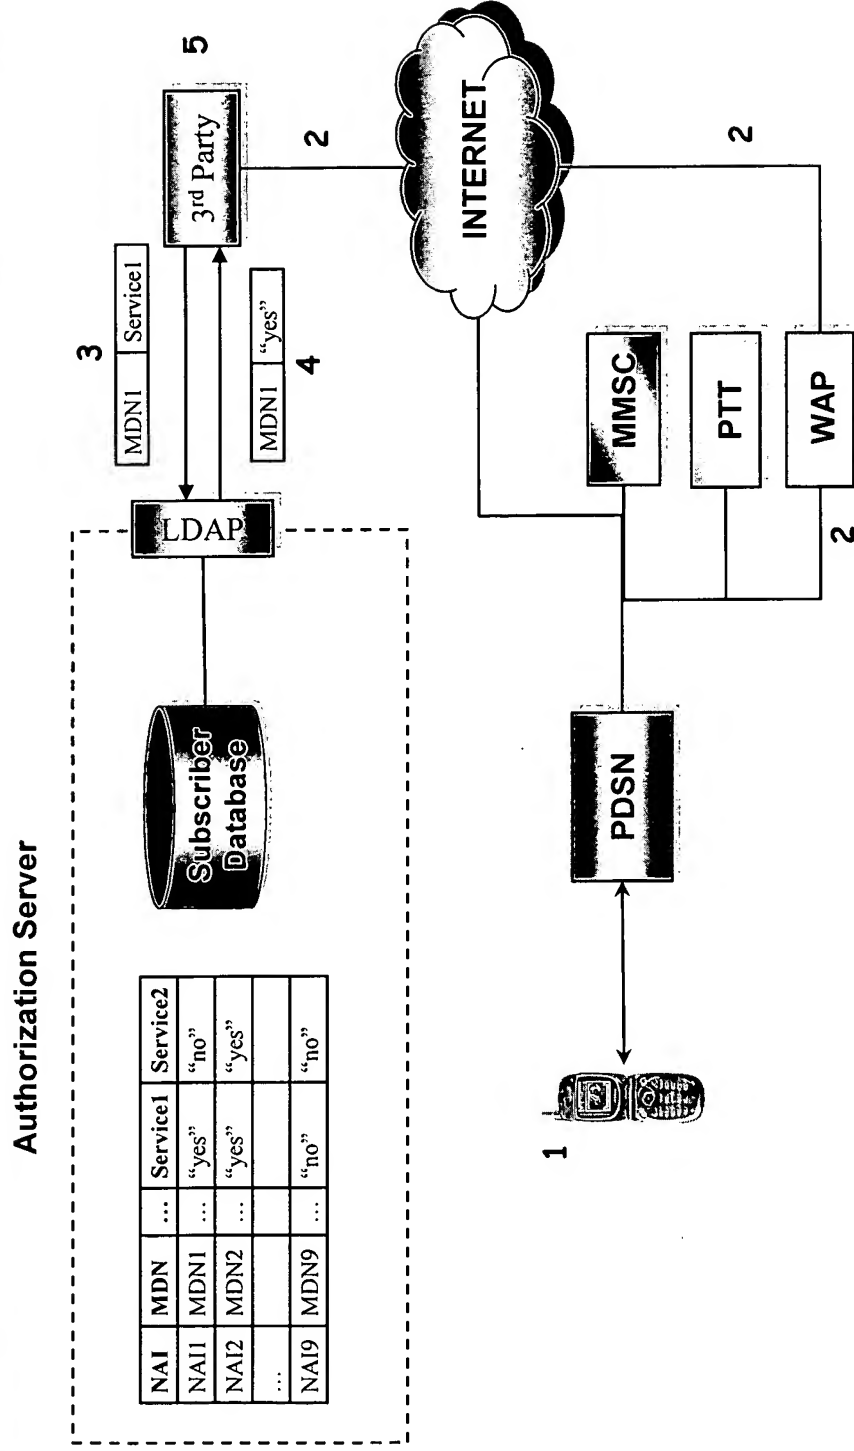 Authorization Server
NAI MDN … Service1 Service2
NAI1 MDN1 … “yes” “no”
NAI2 MDN2 … “yes” “yes”
…
NAI9 MDN9 … “no” “no”
Subscriber
Database
LDAP
3
MDN1 Service1
MDN1 “yes”
4
3rd Party
5
2
INTERNET
1
PDSN
MMSC
PTT
WAP
2
2